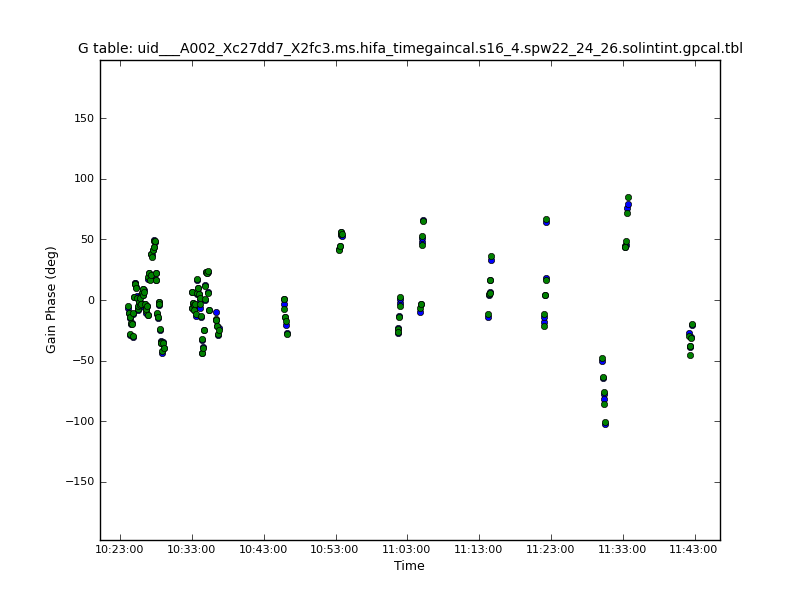 G table: uid___A002_Xc27dd7_X2fc3.ms.hifa_timegaincal.s16_4.spw22_24_26.solintint.gpcal.tbl
150
100
50
0
−50
−100
−150
Gain Phase (deg)
10:23:00 10:33:00 10:43:00 10:53:00 11:03:00 11:13:00 11:23:00 11:33:00 11:43:00
Time